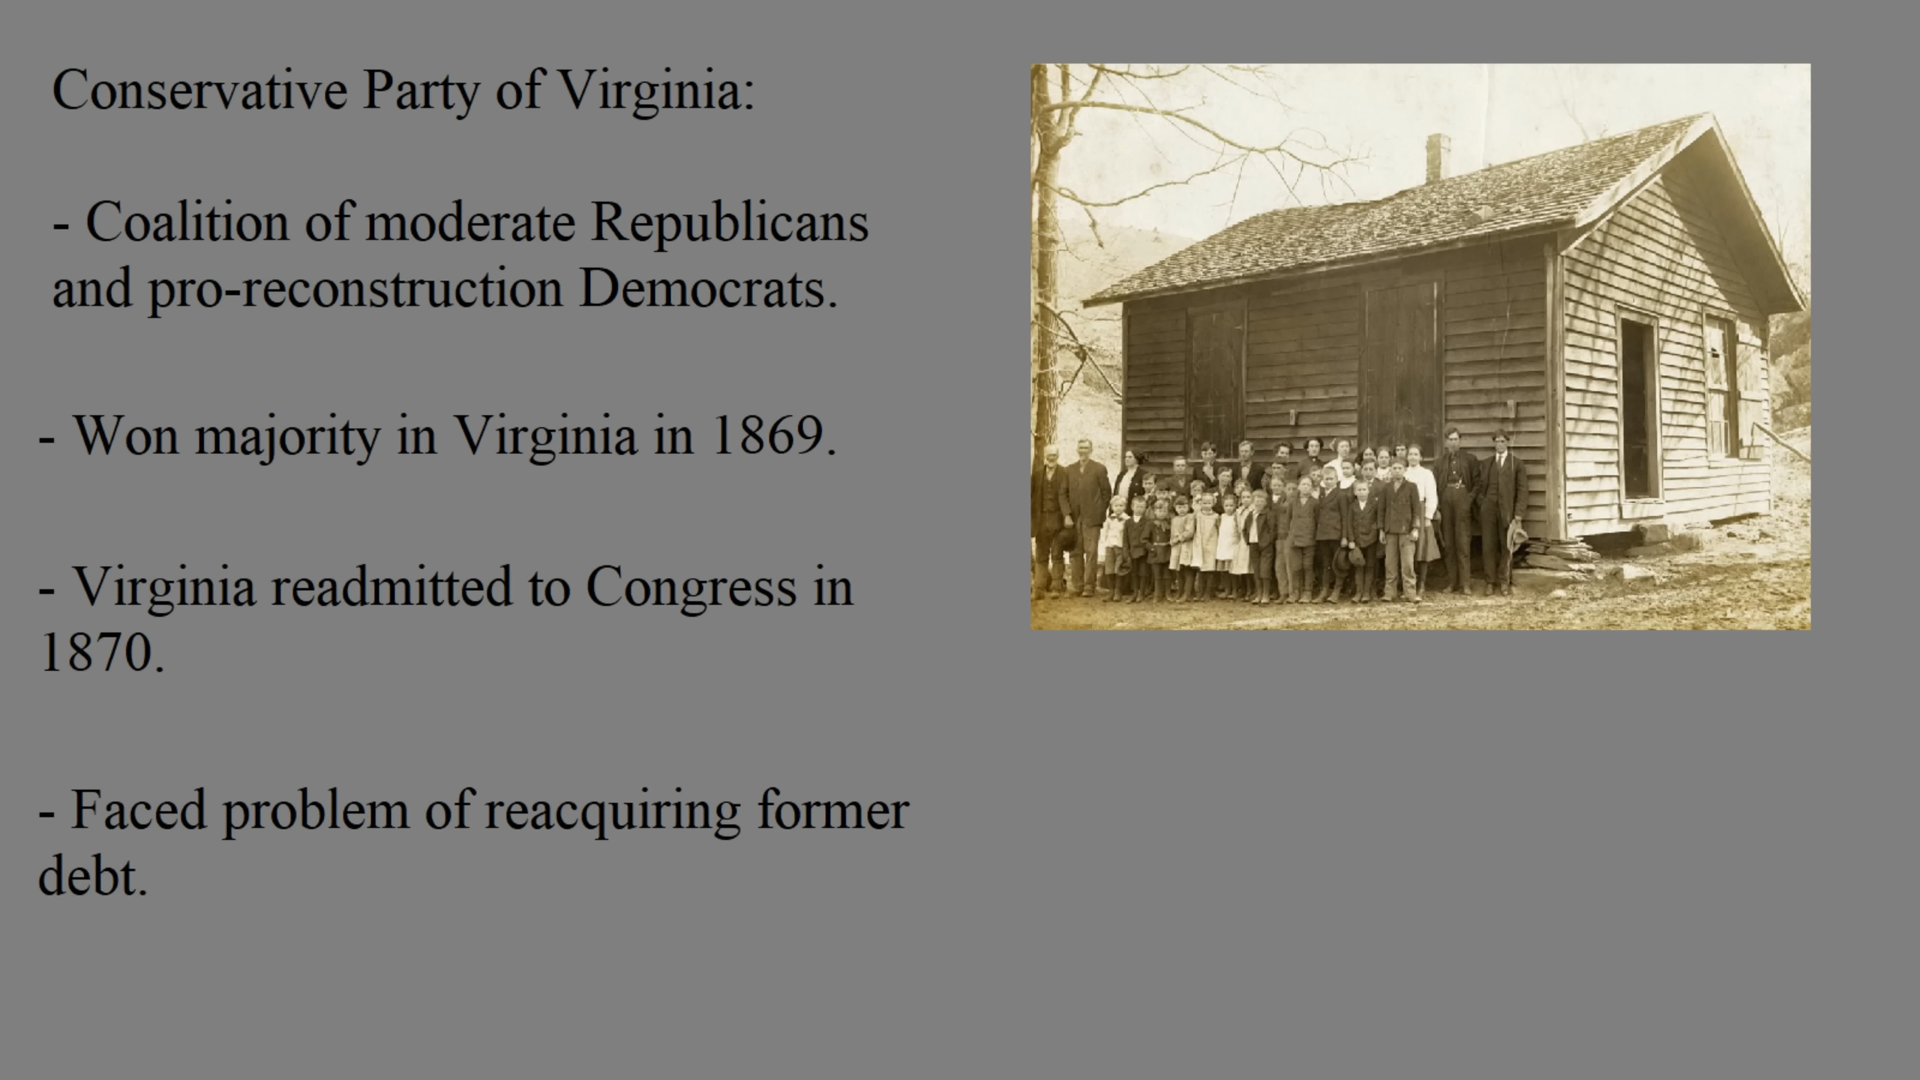 Conservative Party of Virginia:
- Coalition of moderate Republicans
and pro-reconstruction Democrats.
- Won majority in Virginia in 1869.
- Virginia readmitted to Congress in
1870.
- Faced problem of reacquiring former
debt.